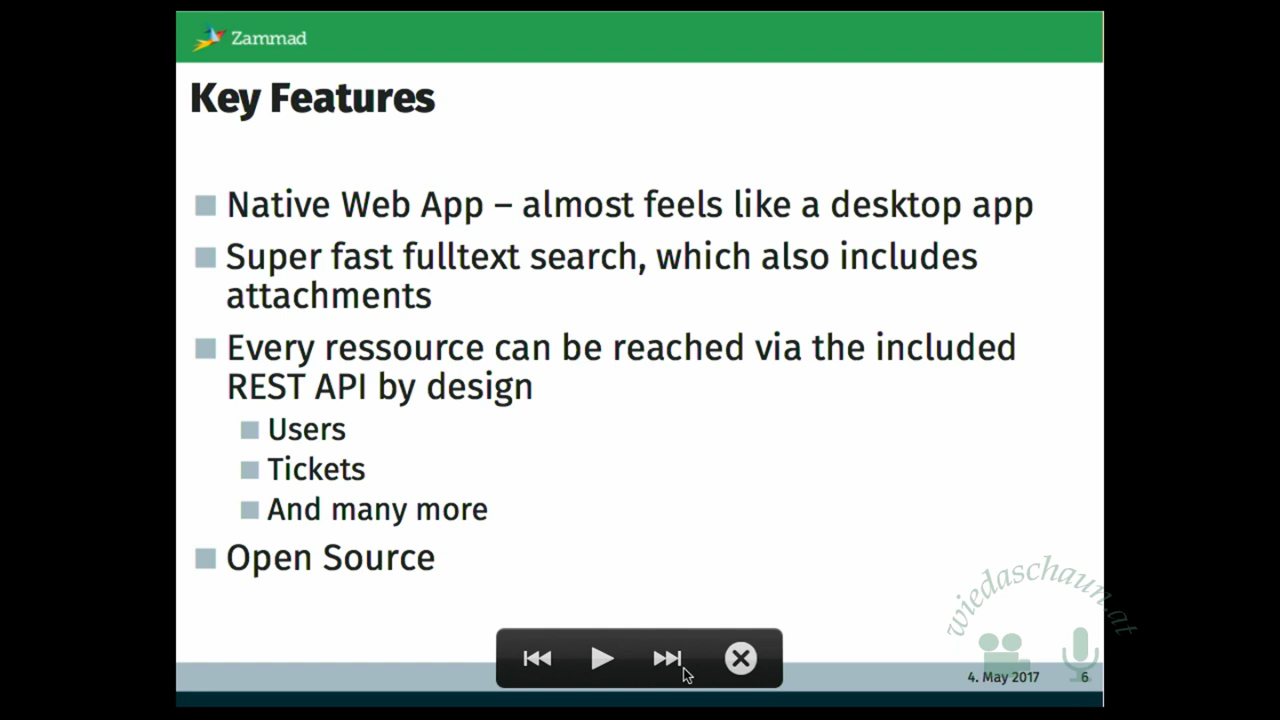 Zammad
Key Features
Native Web App – almost feels like a desktop app
Super fast fulltext search, which also includes
attachments
Every ressource can be reached via the included
REST API by design
Users
Tickets
And many more
Open Source
wiedaschaun.at
4. May 2017
6